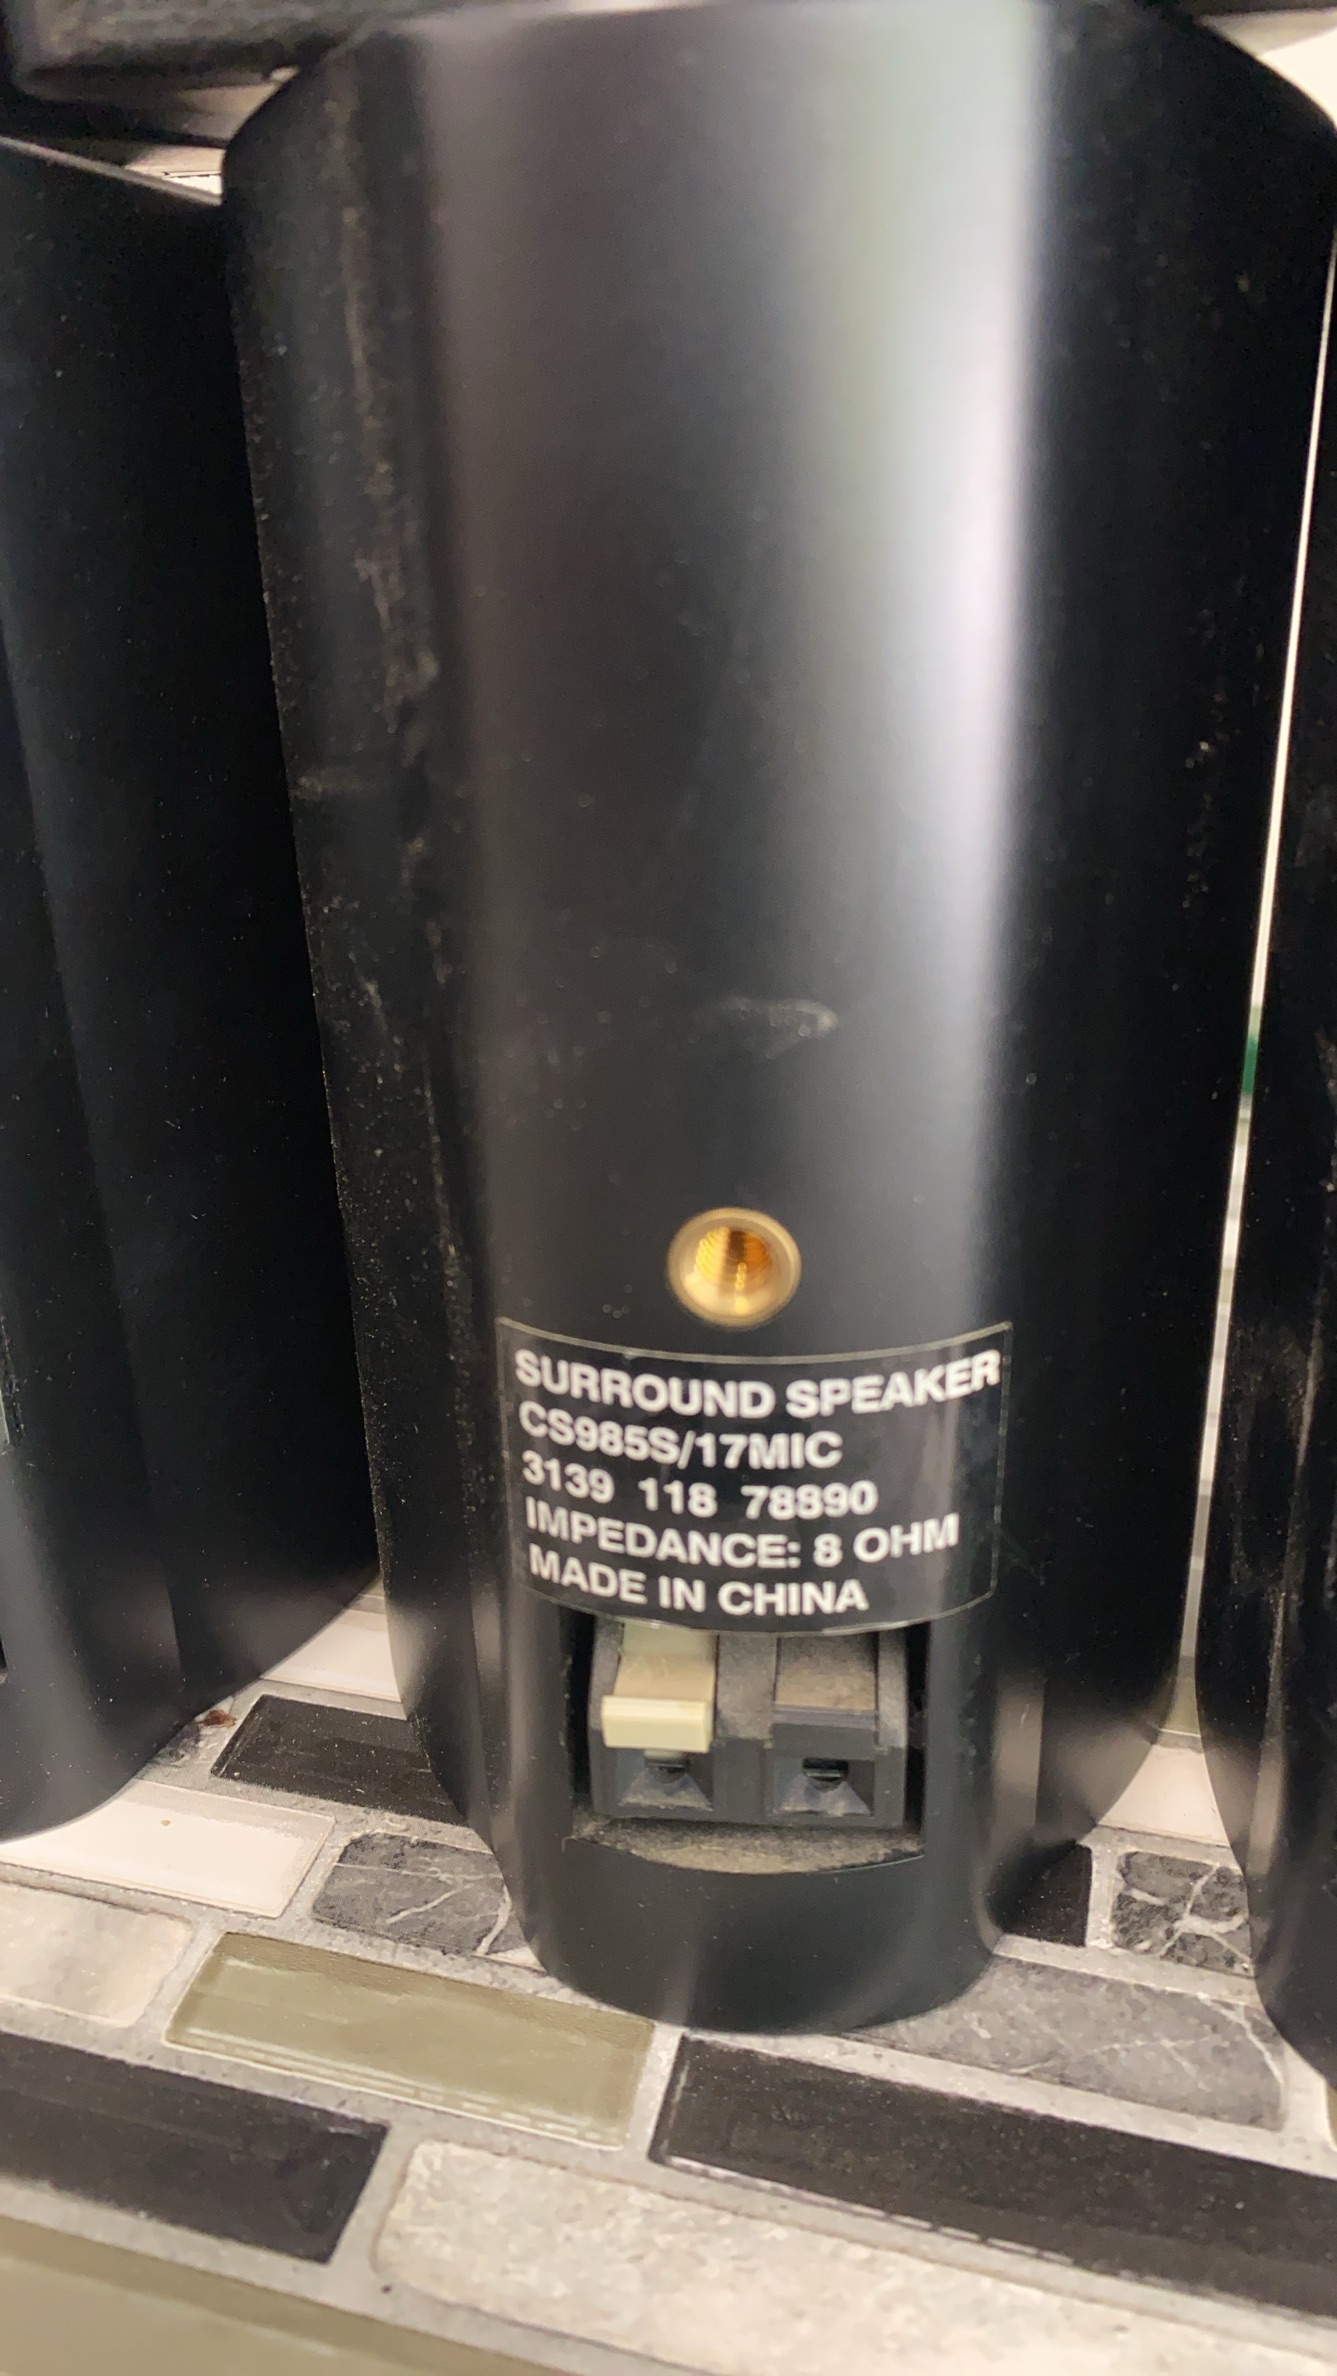 SURROUND SPEAKER
CS985S/17MIC
3139 118 78890
IMPEDANCE: 8 OHM
MADE IN CHINA